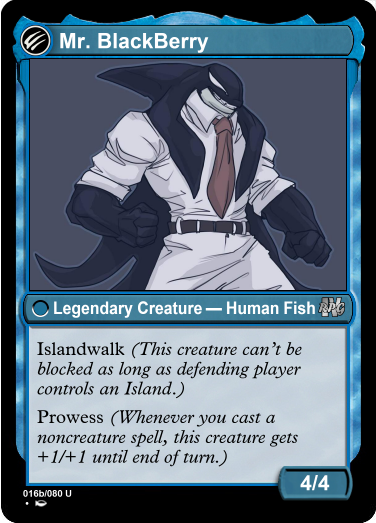 Mr. BlackBerry
Legendary Creature — Human Fish
RPG
Islandwalk (This creature can't be
blocked as long as defending player
controls an Island.)
Prowess (Whenever you cast a
noncreature spell, this creature gets
+1/+1 until end of turn.)
4/4
016b/080 U